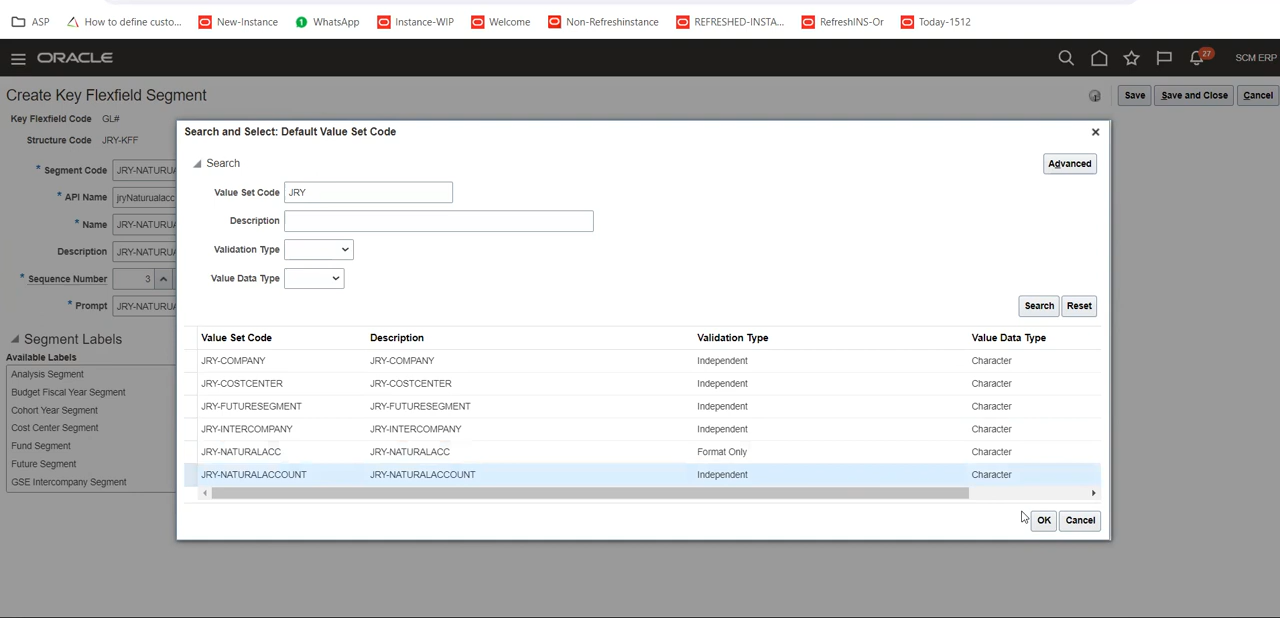 ASP How to define custo... New-Instance 1 WhatsApp Instance-WIP Welcome Non-Refreshinstance REFRESHED-INSTA... RefreshINS-Or Today-1512
ORACLE 27 SCM ERP
Create Key Flexfield Segment Save Save and Close Cancel
Key Flexfield Code GL#
Structure Code JRY-KFF
* Segment Code JRY-NATURUA
* API Name jryNaturualacc
* Name JRY-NATURUA
Description JRY-NATURUA
* Sequence Number 3
* Prompt JRY-NATURUA
Segment Labels
Available Labels
Analysis Segment
Budget Fiscal Year Segment
Cohort Year Segment
Cost Center Segment
Fund Segment
Future Segment
GSE Intercompany Segment
Search and Select: Default Value Set Code
Search Advanced
Value Set Code JRY
Description
Validation Type
Value Data Type
Search Reset
Value Set Code Description Validation Type Value Data Type
JRY-COMPANY JRY-COMPANY Independent Character
JRY-COSTCENTER JRY-COSTCENTER Independent Character
JRY-FUTURESEGMENT JRY-FUTURESEGMENT Independent Character
JRY-INTERCOMPANY JRY-INTERCOMPANY Independent Character
JRY-NATURALACC JRY-NATURALACC Format Only Character
JRY-NATURALACCOUNT JRY-NATURALACCOUNT Independent Character
OK Cancel